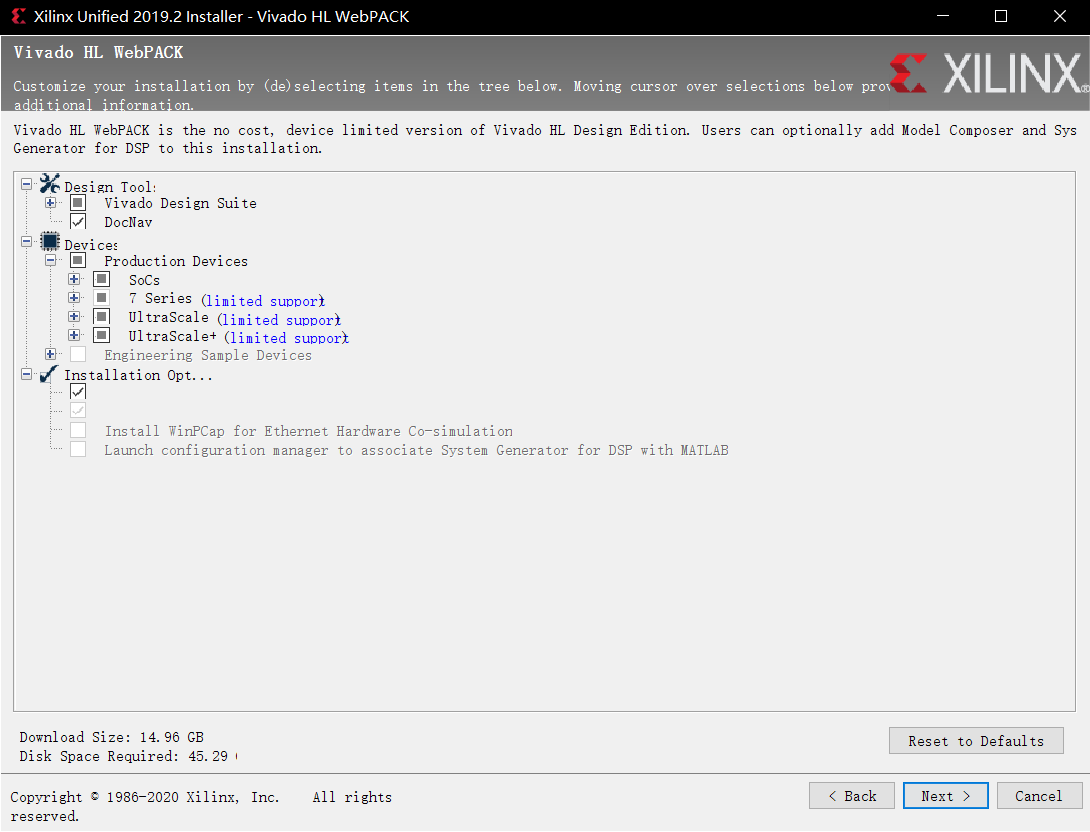 Xilinx Unified 2019.2 Installer - Vivado HL WebPACK
Vivado HL WebPACK
Customize your installation by (de)selecting items in the tree below. Moving cursor over selections below prov
additional information.
XILINX®
Vivado HL WebPACK is the no cost, device limited version of Vivado HL Design Edition. Users can optionally add Model Composer and Sys
Generator for DSP to this installation.
Design Tool:
Vivado Design Suite
DocNav
Devices
Production Devices
SoCs
7 Series (limited support)
UltraScale (limited support)
UltraScale+ (limited support)
Engineering Sample Devices
Installation Opt...
Install WinPCap for Ethernet Hardware Co-simulation
Launch configuration manager to associate System Generator for DSP with MATLAB
Download Size: 14.96 GB
Disk Space Required: 45.29
Reset to Defaults
Copyright © 1986-2020 Xilinx, Inc. All rights
reserved.
< Back
Next >
Cancel